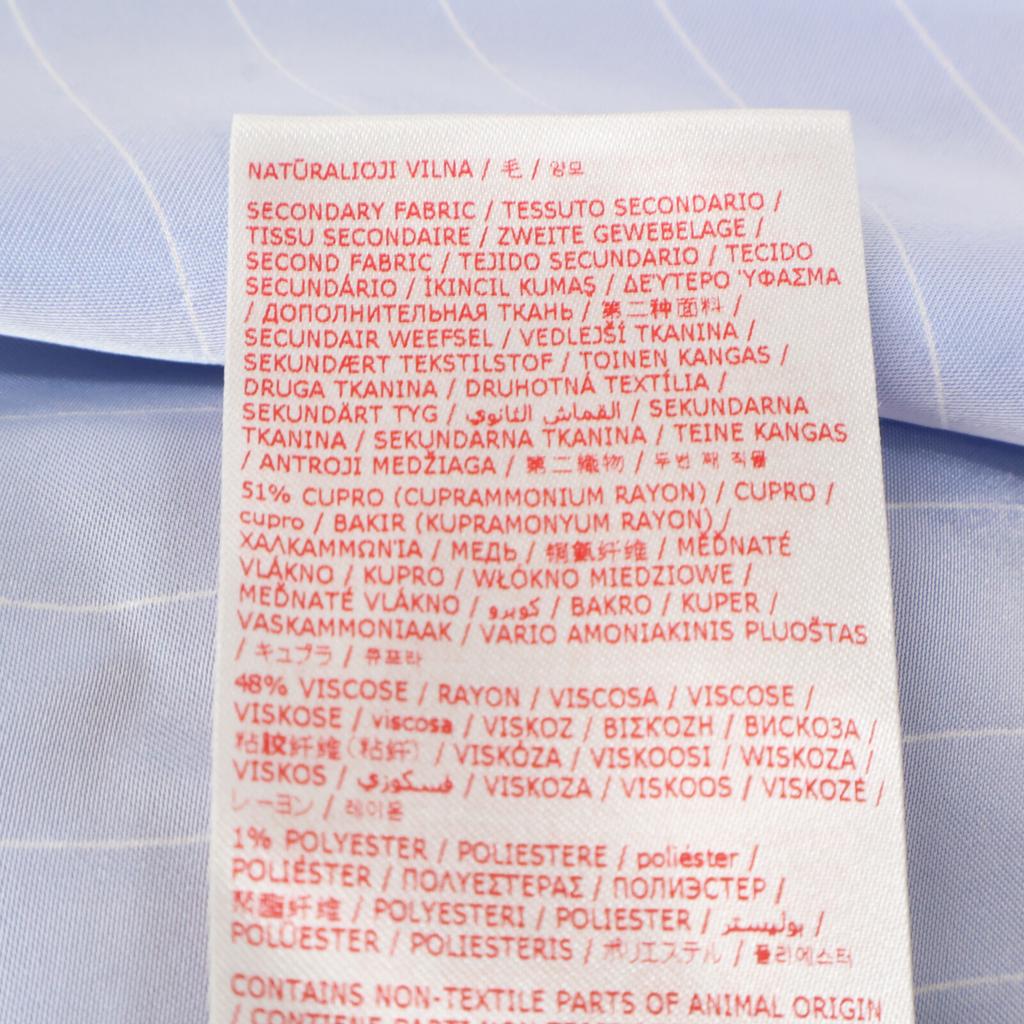 NATŪRALIOJI VILNA / 毛 / 양모
SECONDARY FABRIC / TESSUTO SECONDARIO /
TISSU SECONDAIRE / ZWEITE GEWEBELAGE /
SECOND FABRIC / TEJIDO SECUNDARIO / TECIDO
SECUNDÁRIO / İKINCIL KUMAŞ / ΔΕΎΤΕΡΟ ΎΦΑΣΜΑ
/ ДОПОЛНИТЕЛЬНАЯ ТКАНЬ / 第二种面料 /
SECUNDAIR WEEFSEL / VEDLEJŠÍ TKANINA /
SEKUNDÆRT TEKSTILSTOF / TOINEN KANGAS /
DRUGA TKANINA / DRUHOTNÁ TEXTÍLIA /
SEKUNDÄRT TYG / القماش الثانوي / SEKUNDARNA
TKANINA / SEKUNDARNA TKANINA / TEINE KANGAS
/ ANTROJI MEDŽIAGA / 第二織物 / 두 번 째 직물
51% CUPRO (CUPRAMMONIUM RAYON) / CUPRO /
cupro / BAKIR (KUPRAMONYUM RAYON) /
ΧΑΛΚΑΜΜΩΝΊΑ / МЕДЬ / 铜氨纤维 / MĚĎNATÉ
VLÁKNO / KUPRO / WŁÓKNO MIEDZIOWE /
MEĎNATÉ VLÁKNO / كوبرو / BAKRO / KUPER /
VASKAMMONIAAK / VARIO AMONIAKINIS PLUOŠTAS
/ キュプラ / 큐프라
48% VISCOSE / RAYON / VISCOSA / VISCOSE /
VISKOSE / viscosa / VISKOZ / ΒΙΣΚΟΖΗ / ВИСКОЗА /
粘胶纤维（粘纤） / VISKÓZA / VISKOOSI / WISKOZA /
VISKOS / فسكوزي / VISKOZA / VISKOOS / VISKOZĖ /
レーヨン / 레이온
1% POLYESTER / POLIESTERE / poliéster /
POLIÉSTER / ΠΟΛΥΕΣΤΕΡΑΣ / ПОЛИЭСТЕР /
聚酯纤维 / POLYESTERI / POLIESTER / بوليستر /
POLÜESTER / POLIESTERIS / ポリエステル / 폴리에스터
CONTAINS NON-TEXTILE PARTS OF ANIMAL ORIGIN
/ CONTIENE PARTI NON